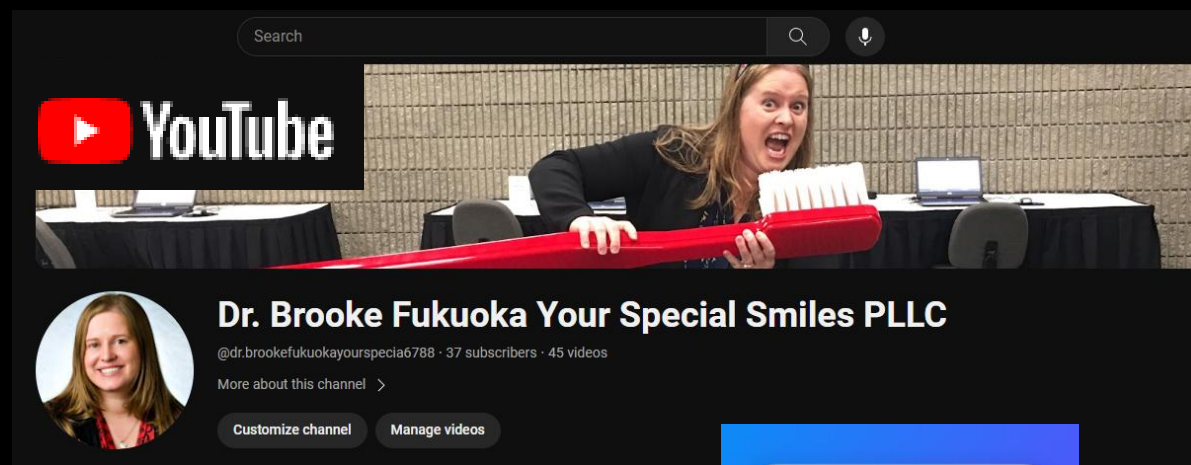 Search
YouTube
Dr. Brooke Fukuoka Your Special Smiles PLLC
@dr.brookefukuokayourspecia6788 · 37 subscribers · 45 videos
More about this channel
Customize channel
Manage videos